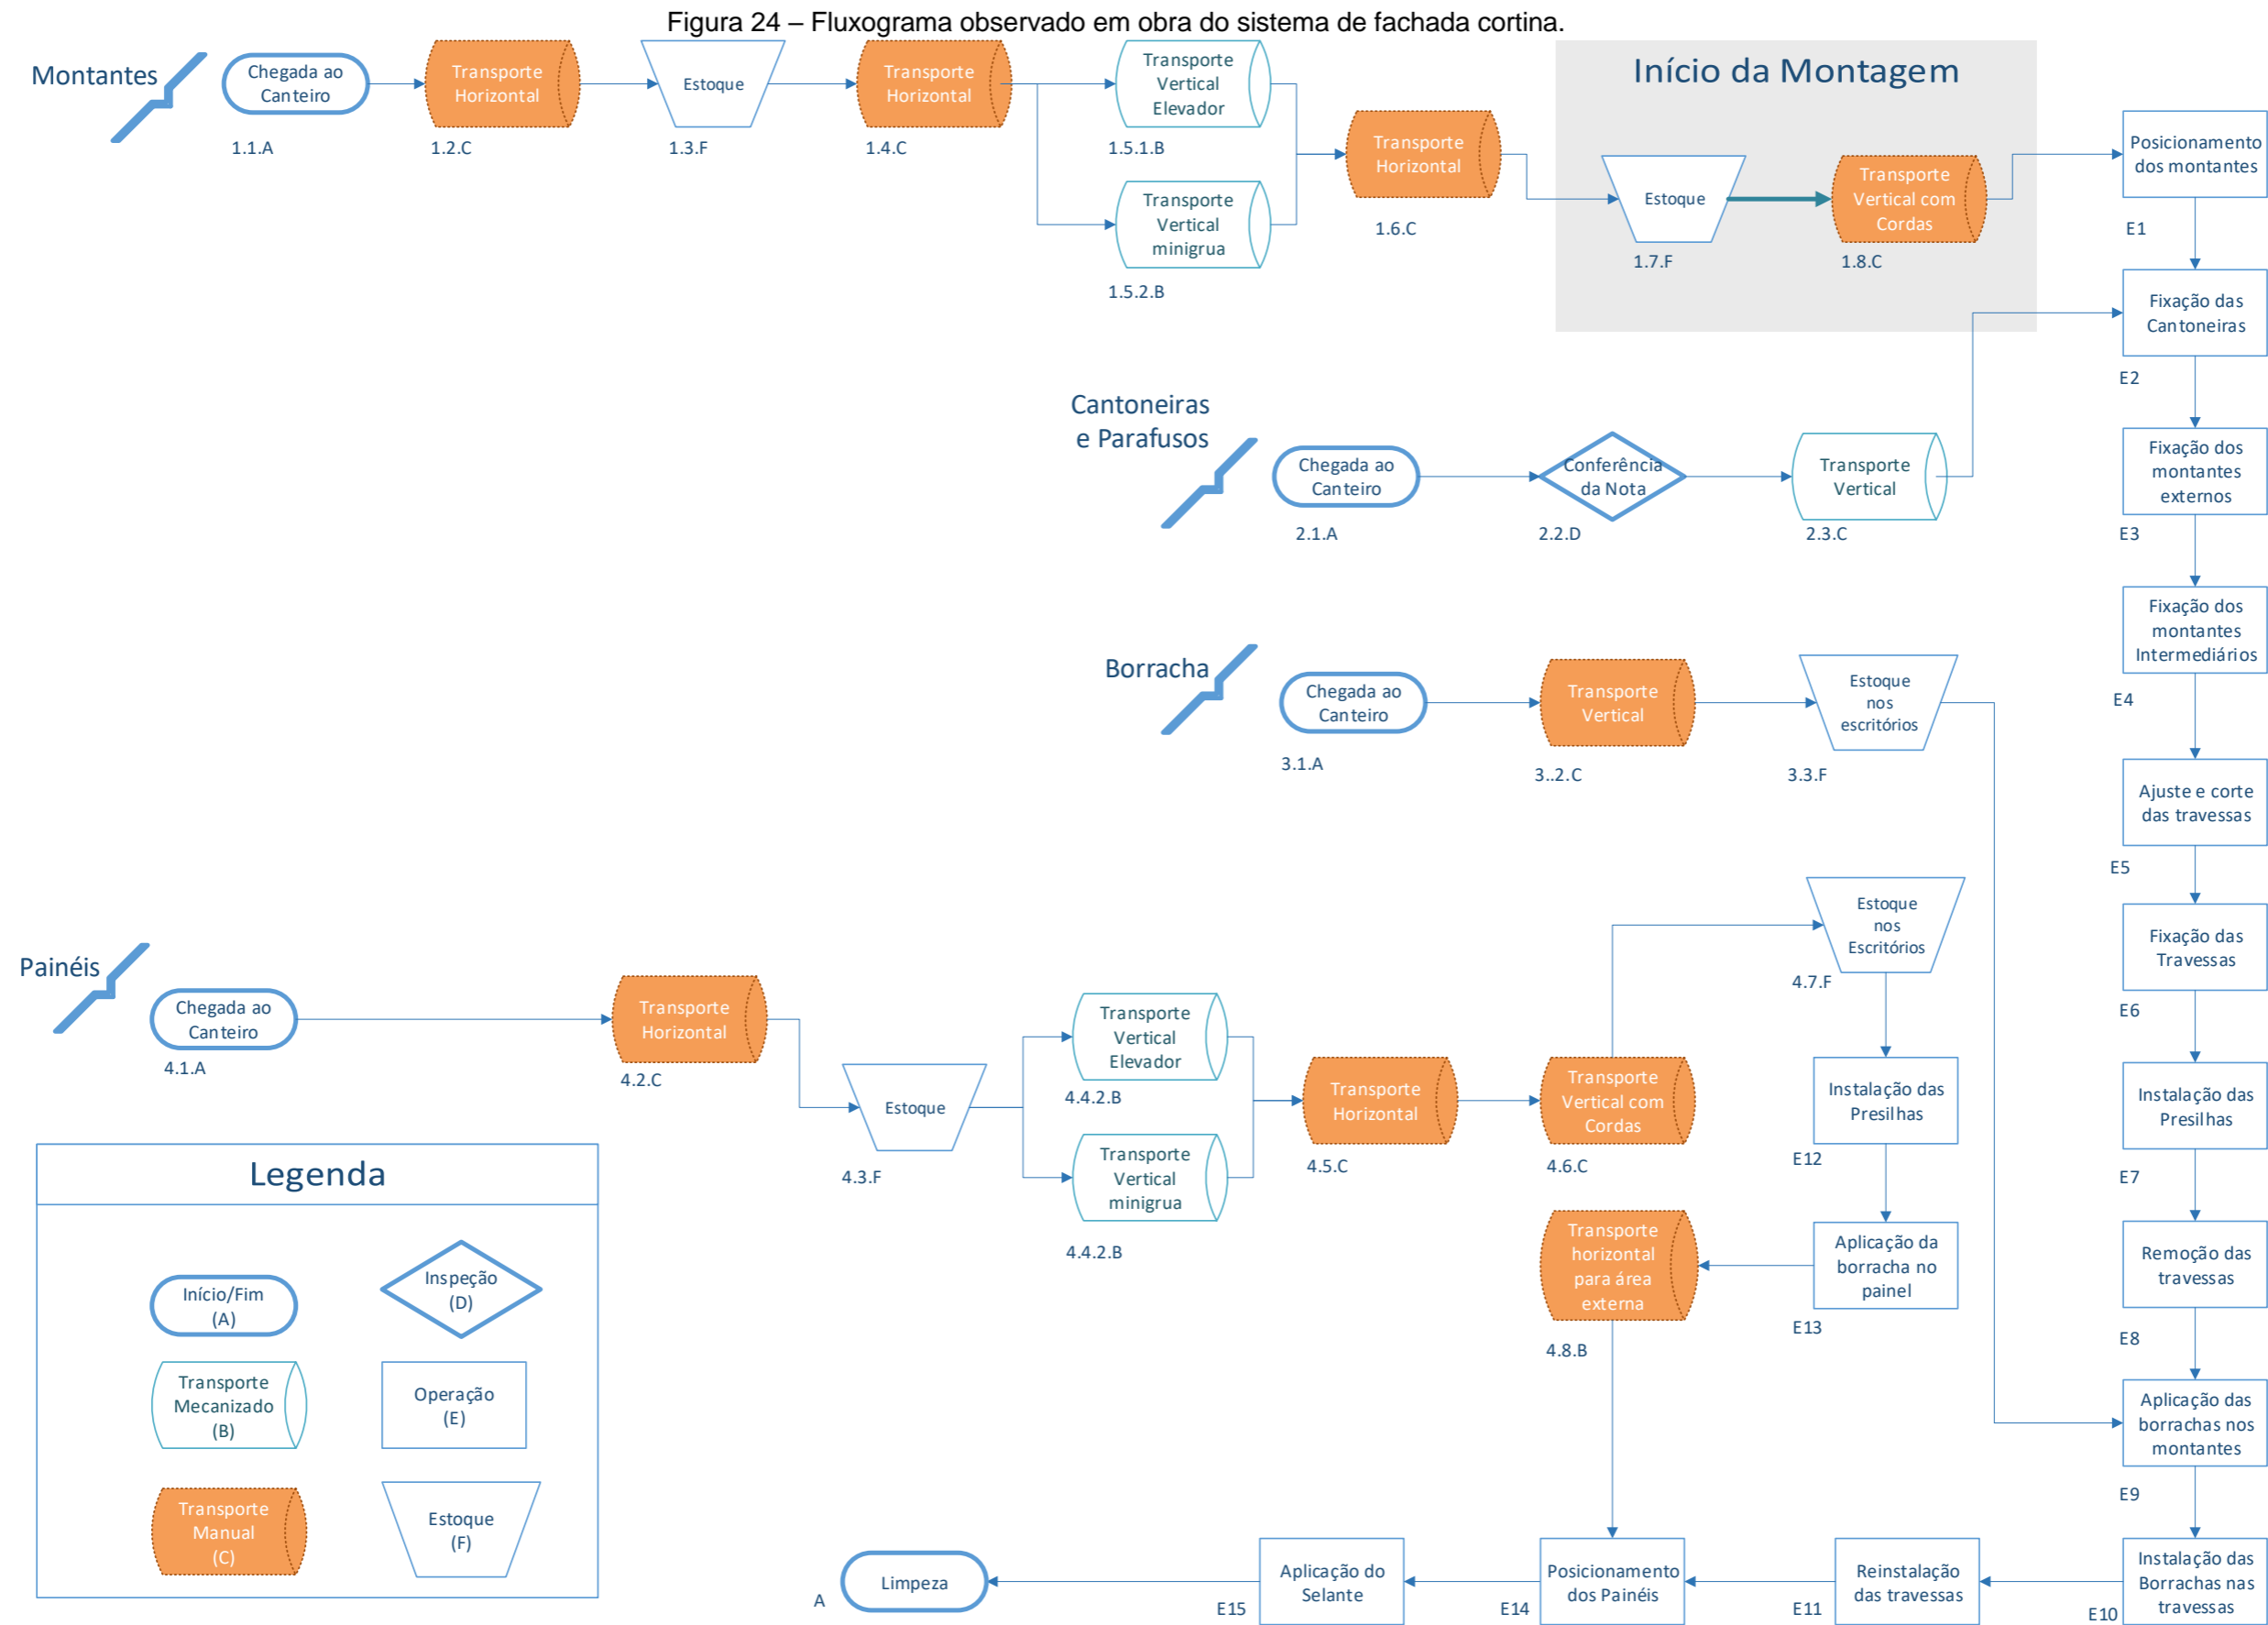 Figura 24 – Fluxograma observado em obra do sistema de fachada cortina.
Montantes
Chegada ao
Canteiro
1.1.A
Transporte
Horizontal
1.2.C
Estoque
1.3.F
Transporte
Horizontal
1.4.C
Transporte
Vertical
Elevador
1.5.1.B
Transporte
Vertical
minigrua
1.5.2.B
Transporte
Horizontal
1.6.C
Início da Montagem
Estoque
1.7.F
Transporte
Vertical com
Cordas
1.8.C
Posicionamento
dos montantes
E1
Fixação das
Cantoneiras
E2
Cantoneiras
e Parafusos
Chegada ao
Canteiro
2.1.A
Conferência
da Nota
2.2.D
Transporte
Vertical
2.3.C
Fixação dos
montantes
externos
E3
Fixação dos
montantes
Intermediários
E4
Borracha
Chegada ao
Canteiro
3.1.A
Transporte
Vertical
3..2.C
Estoque
nos
escritórios
3.3.F
Ajuste e corte
das travessas
E5
Fixação das
Travessas
E6
Painéis
Chegada ao
Canteiro
4.1.A
Transporte
Horizontal
4.2.C
Estoque
4.3.F
Transporte
Vertical
Elevador
4.4.2.B
Transporte
Vertical
minigrua
4.4.2.B
Transporte
Horizontal
4.5.C
Transporte
Vertical com
Cordas
4.6.C
Estoque
nos
Escritórios
4.7.F
Instalação das
Presilhas
E12
Aplicação da
borracha no
painel
E13
Transporte
horizontal
para área
externa
4.8.B
Instalação das
Presilhas
E7
Remoção das
travessas
E8
Aplicação das
borrachas nos
montantes
E9
Instalação das
Borrachas nas
travessas
E10
Reinstalação
das travessas
E11
Posicionamento
dos Painéis
E14
Aplicação do
Selante
E15
Limpeza
A
Legenda
Início/Fim
(A)
Inspeção
(D)
Transporte
Mecanizado
(B)
Operação
(E)
Transporte
Manual
(C)
Estoque
(F)